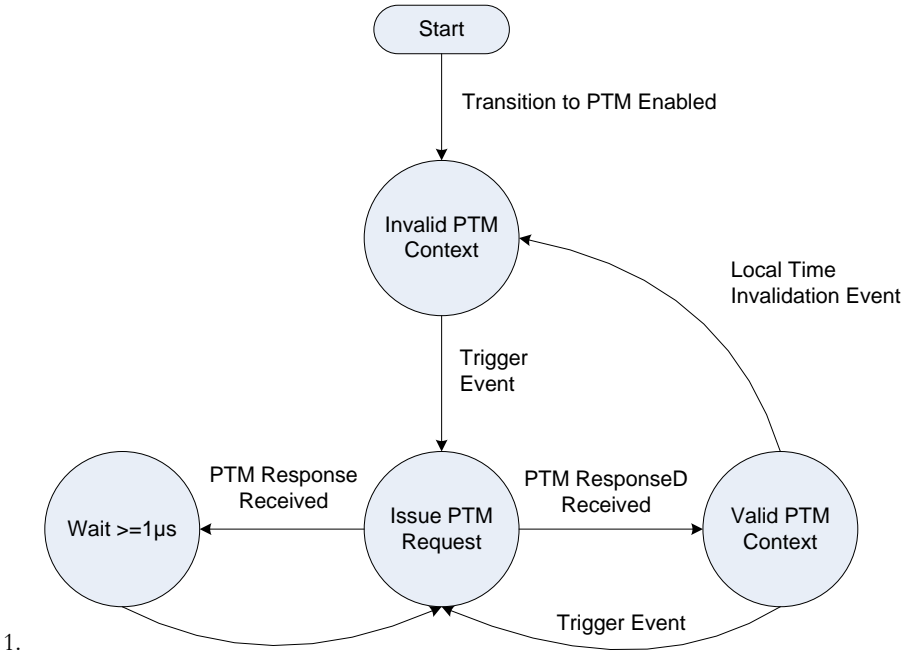 Start
Transition to PTM Enabled
Invalid PTM
Context
Local Time
Invalidation Event
Trigger
Event
PTM Response
Received
PTM ResponseD
Received
Wait >=1µs
Issue PTM
Request
Valid PTM
Context
Trigger Event
1.